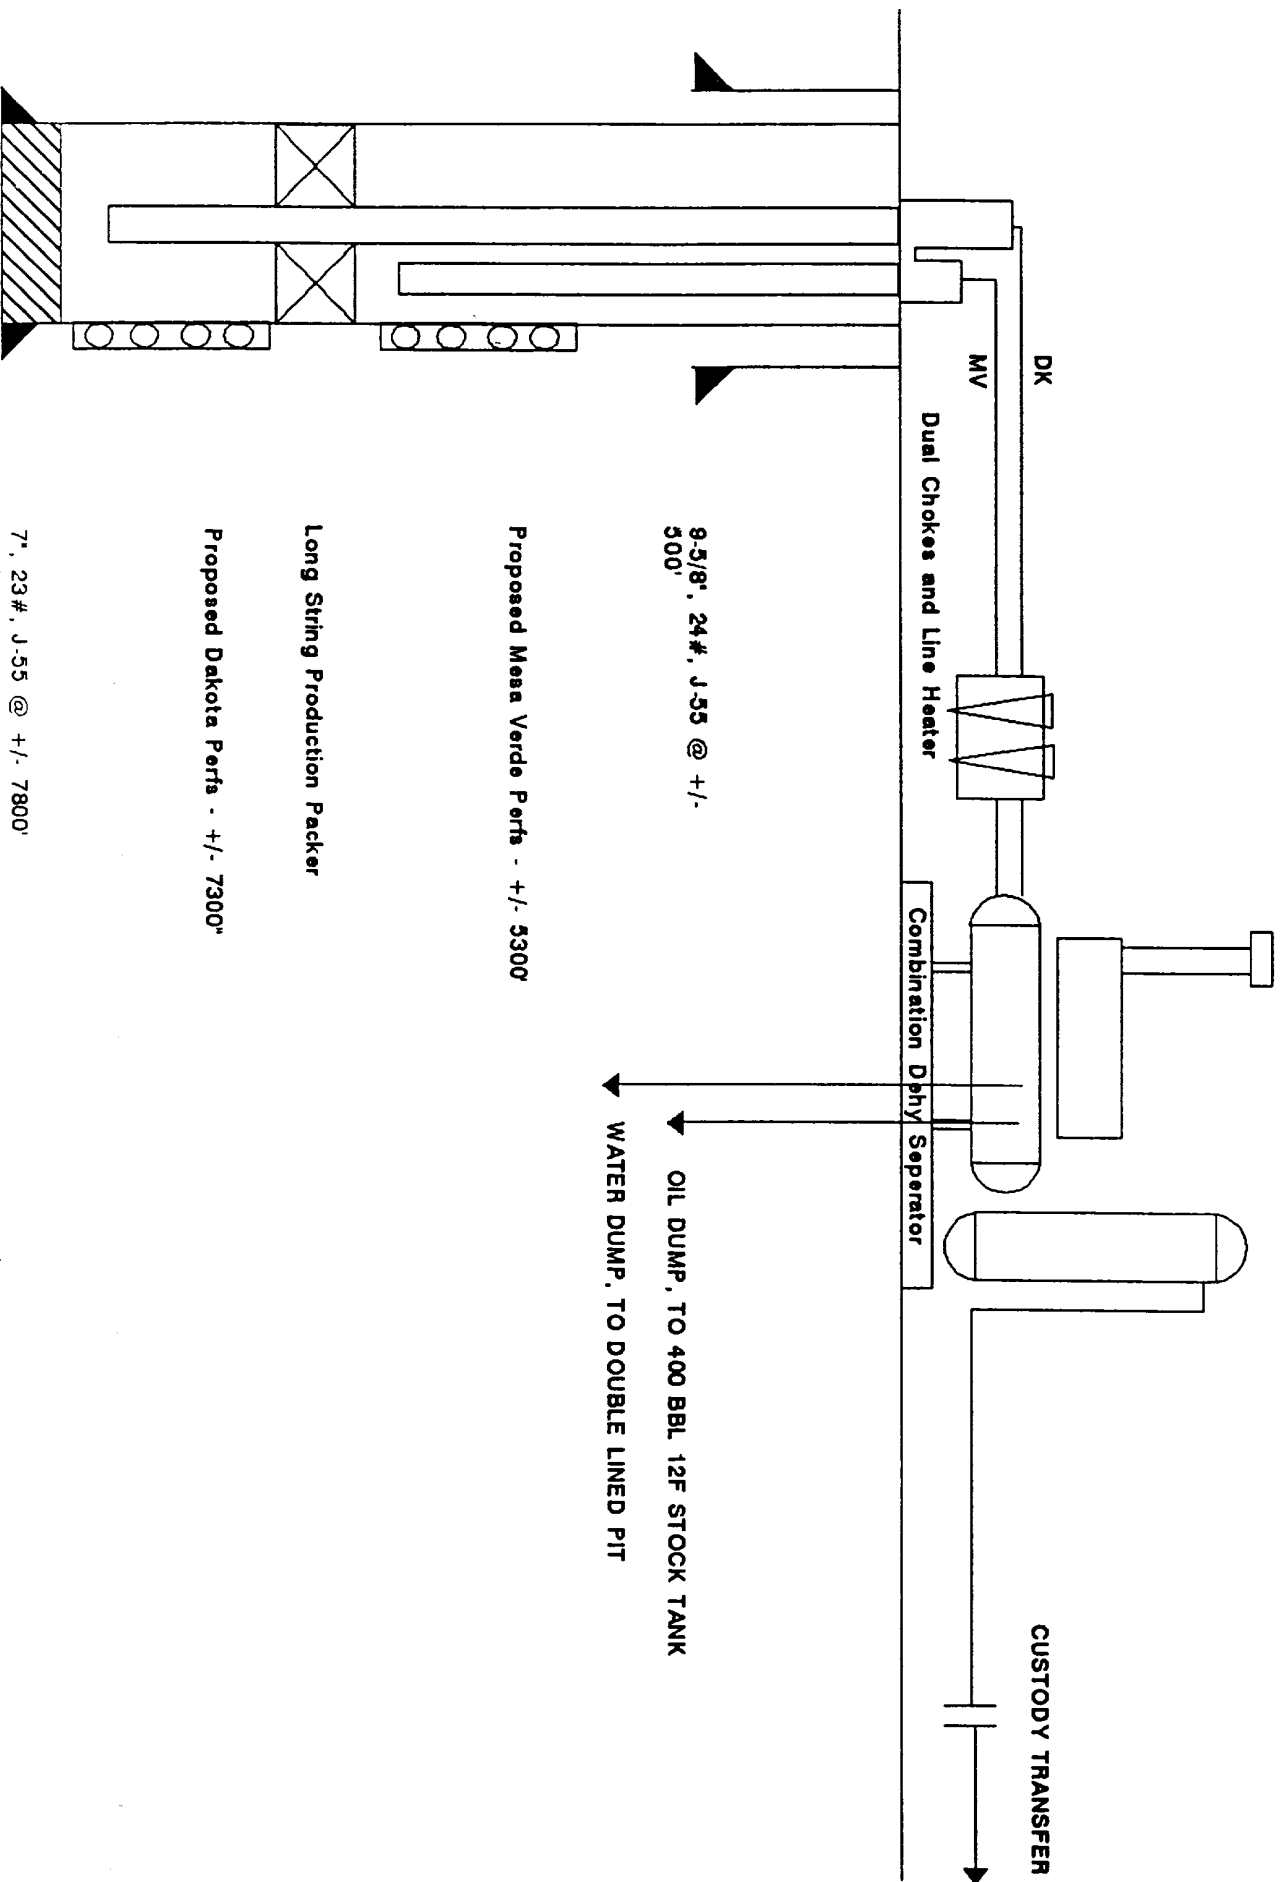 CUSTODY TRANSFER
DK
MV
Dual Chokes and Line Heater
Combination Dehy Seperator
OIL DUMP, TO 400 BBL 12F STOCK TANK
WATER DUMP, TO DOUBLE LINED PIT
9-5/8", 24#, J-55 @ +/-
500'
Proposed Mesa Verde Perfs - +/- 5300'
Long String Production Packer
Proposed Dakota Perfs - +/- 7300"
7", 23#, J-55 @ +/- 7800'